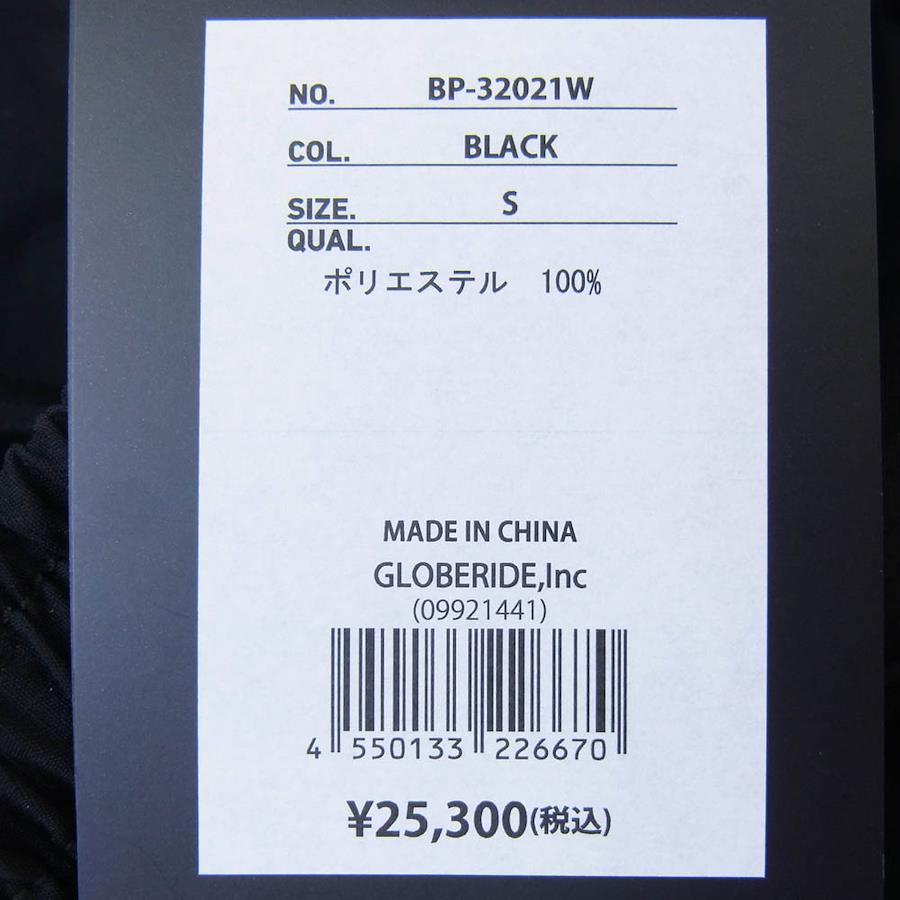 NO. BP-32021W
COL. BLACK
SIZE. S
QUAL.
ポリエステル 100%
MADE IN CHINA
GLOBERIDE,Inc
(09921441)
4 550133 226670
¥25,300(税込)